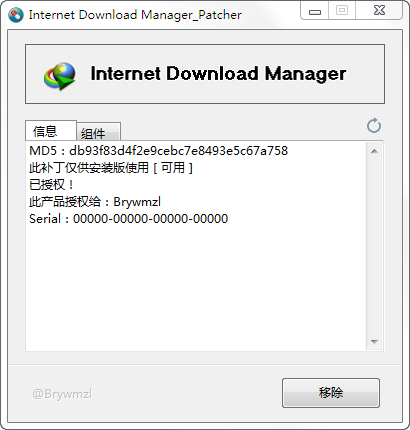 Internet Download Manager_Patcher
Internet Download Manager
信息
组件
MD5：db93f83d4f2e9cebc7e8493e5c67a758
此补丁仅供安装版使用 [ 可用 ]
已授权！
此产品授权给：Brywmzl
Serial：00000-00000-00000-00000
@Brywmzl
移除